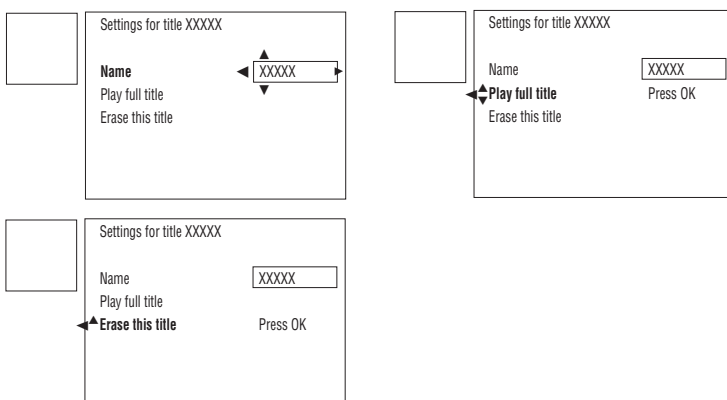 Settings for title XXXXX
Name XXXXX
Play full title
Erase this title
Settings for title XXXXX
Name XXXXX
Play full title Press OK
Erase this title
Settings for title XXXXX
Name XXXXX
Play full title
Erase this title Press OK